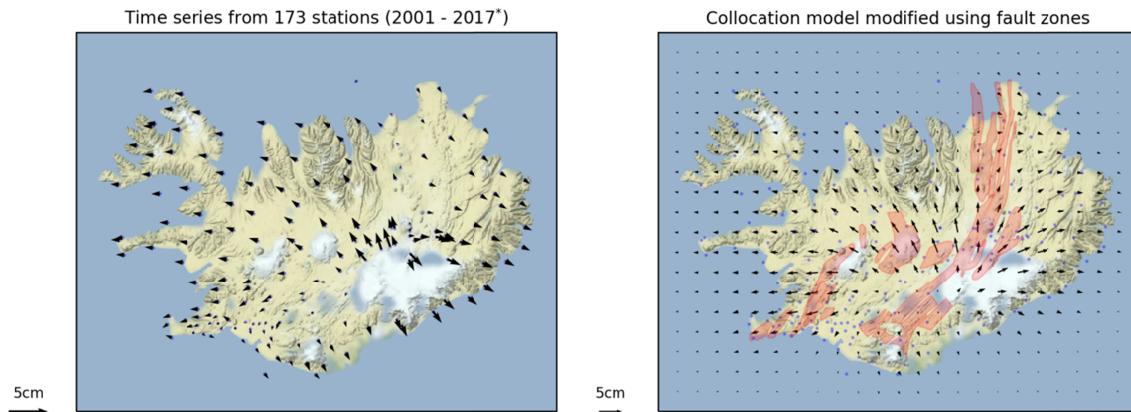 Time series from 173 stations (2001 - 2017*)
Collocation model modified using fault zones
5cm
5cm